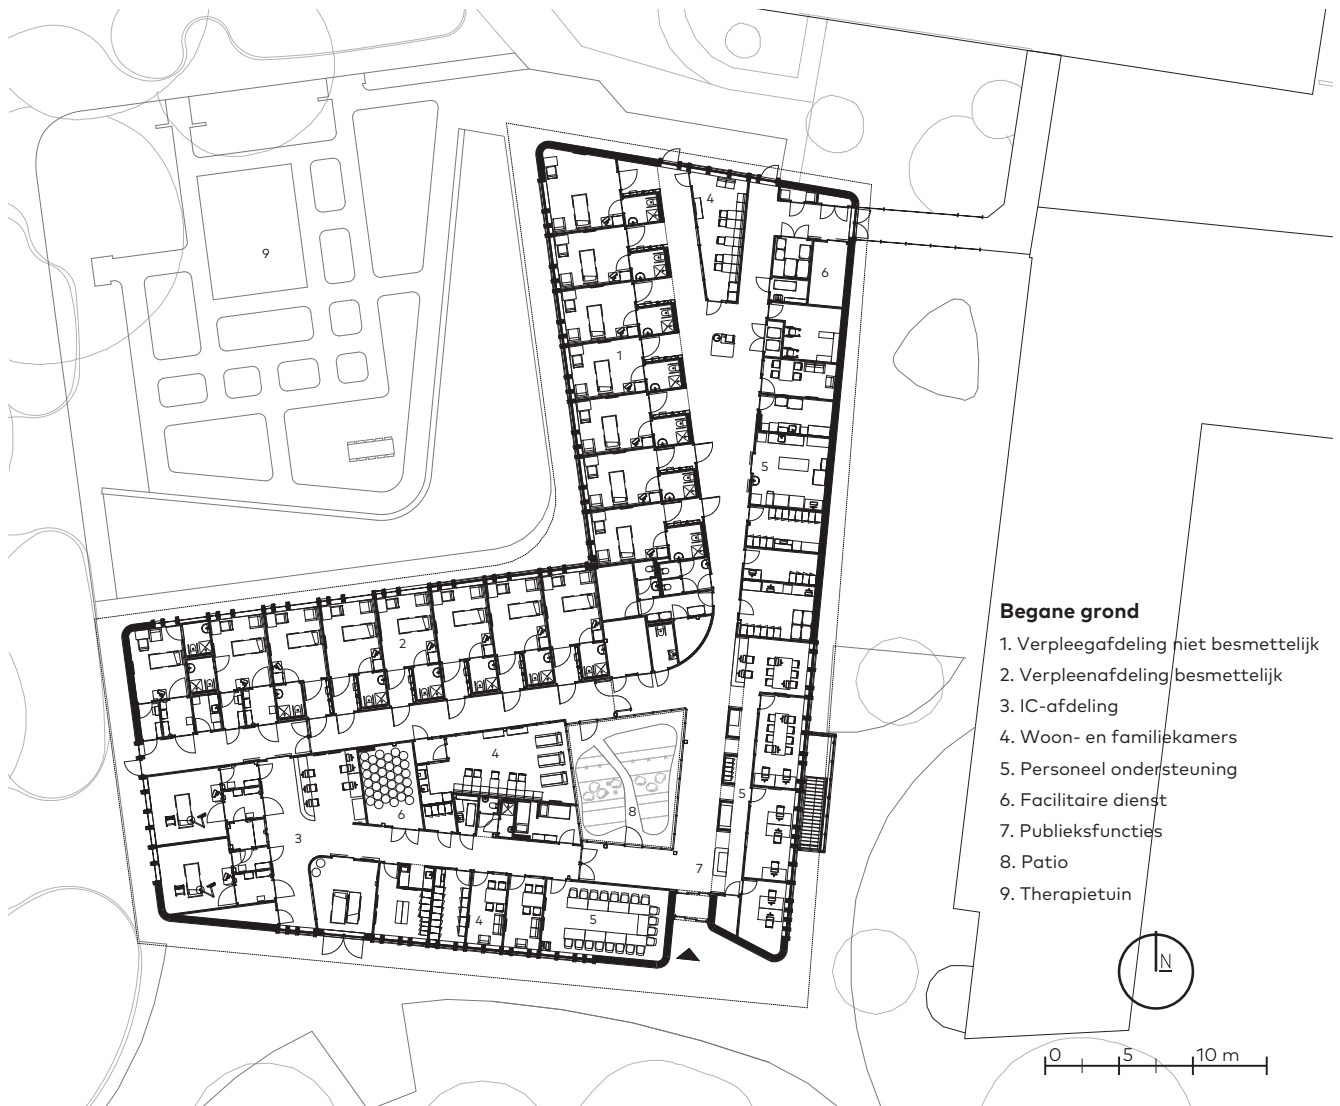 4
9
6
1
5
Begane grond
1. Verpleegafdeling niet besmettelijk
2. Verpleenafdeling besmettelijk
3. IC-afdeling
4. Woon- en familiekamers
5. Personeel ondersteuning
6. Facilitaire dienst
7. Publieksfuncties
8. Patio
9. Therapietuin
2
4
5
6
8
3
7
4
5
N
0 5 10 m